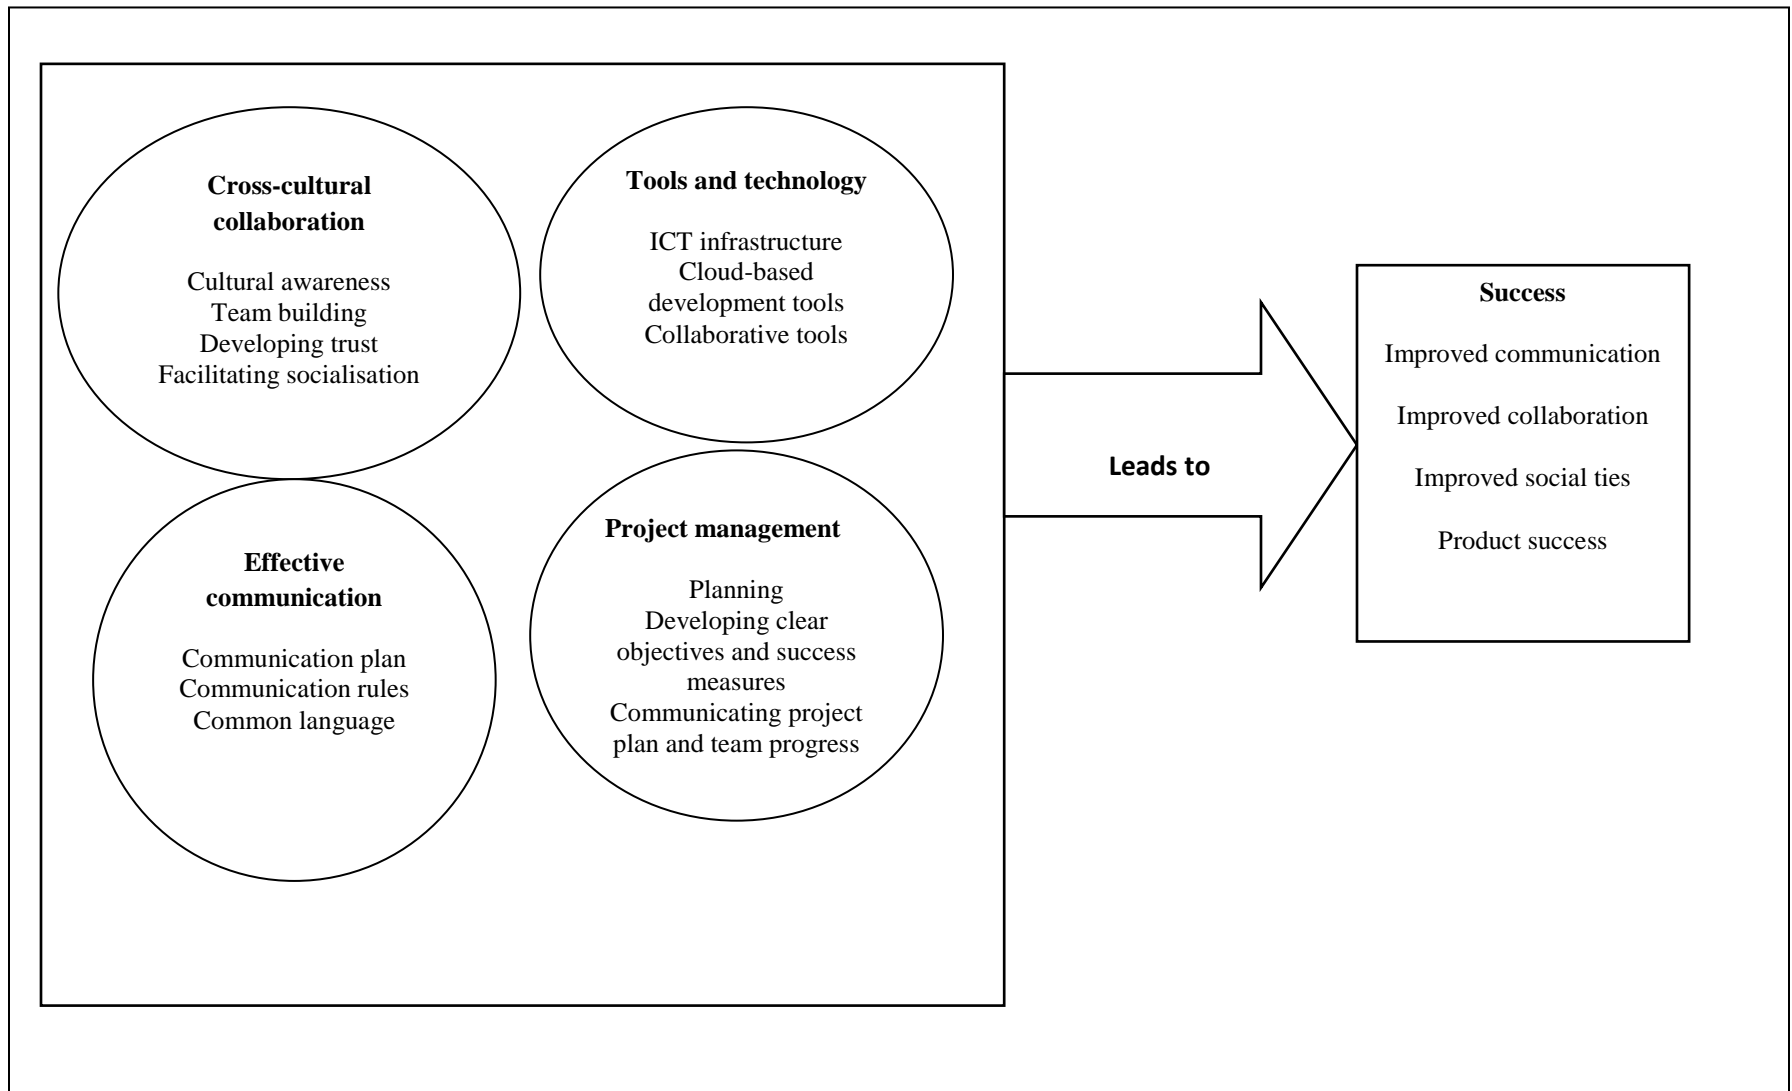 Cross-cultural
collaboration
Cultural awareness
Team building
Developing trust
Facilitating socialisation
Tools and technology
ICT infrastructure
Cloud-based
development tools
Collaborative tools
Effective
communication
Communication plan
Communication rules
Common language
Project management
Planning
Developing clear
objectives and success
measures
Communicating project
plan and team progress
Leads to
Success
Improved communication
Improved collaboration
Improved social ties
Product success